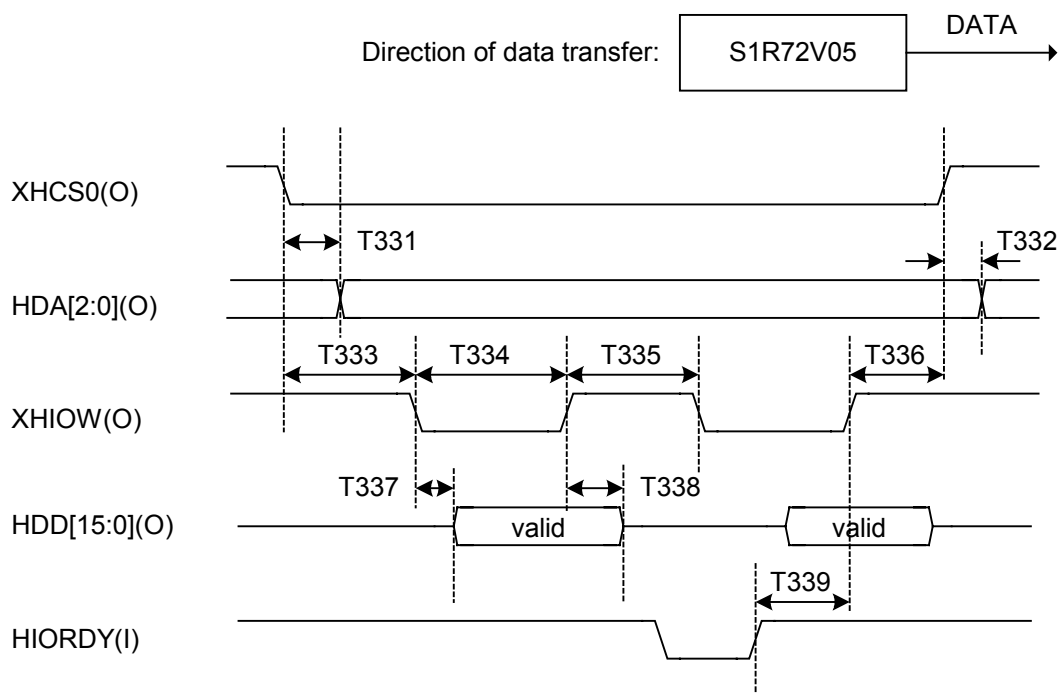 DATA
Direction of data transfer: S1R72V05
XHCS0(O)
T331 T332
HDA[2:0](O)
T333 T334 T335 T336
XHIOW(O)
T337 T338
HDD[15:0](O) valid valid
T339
HIORDY(I)